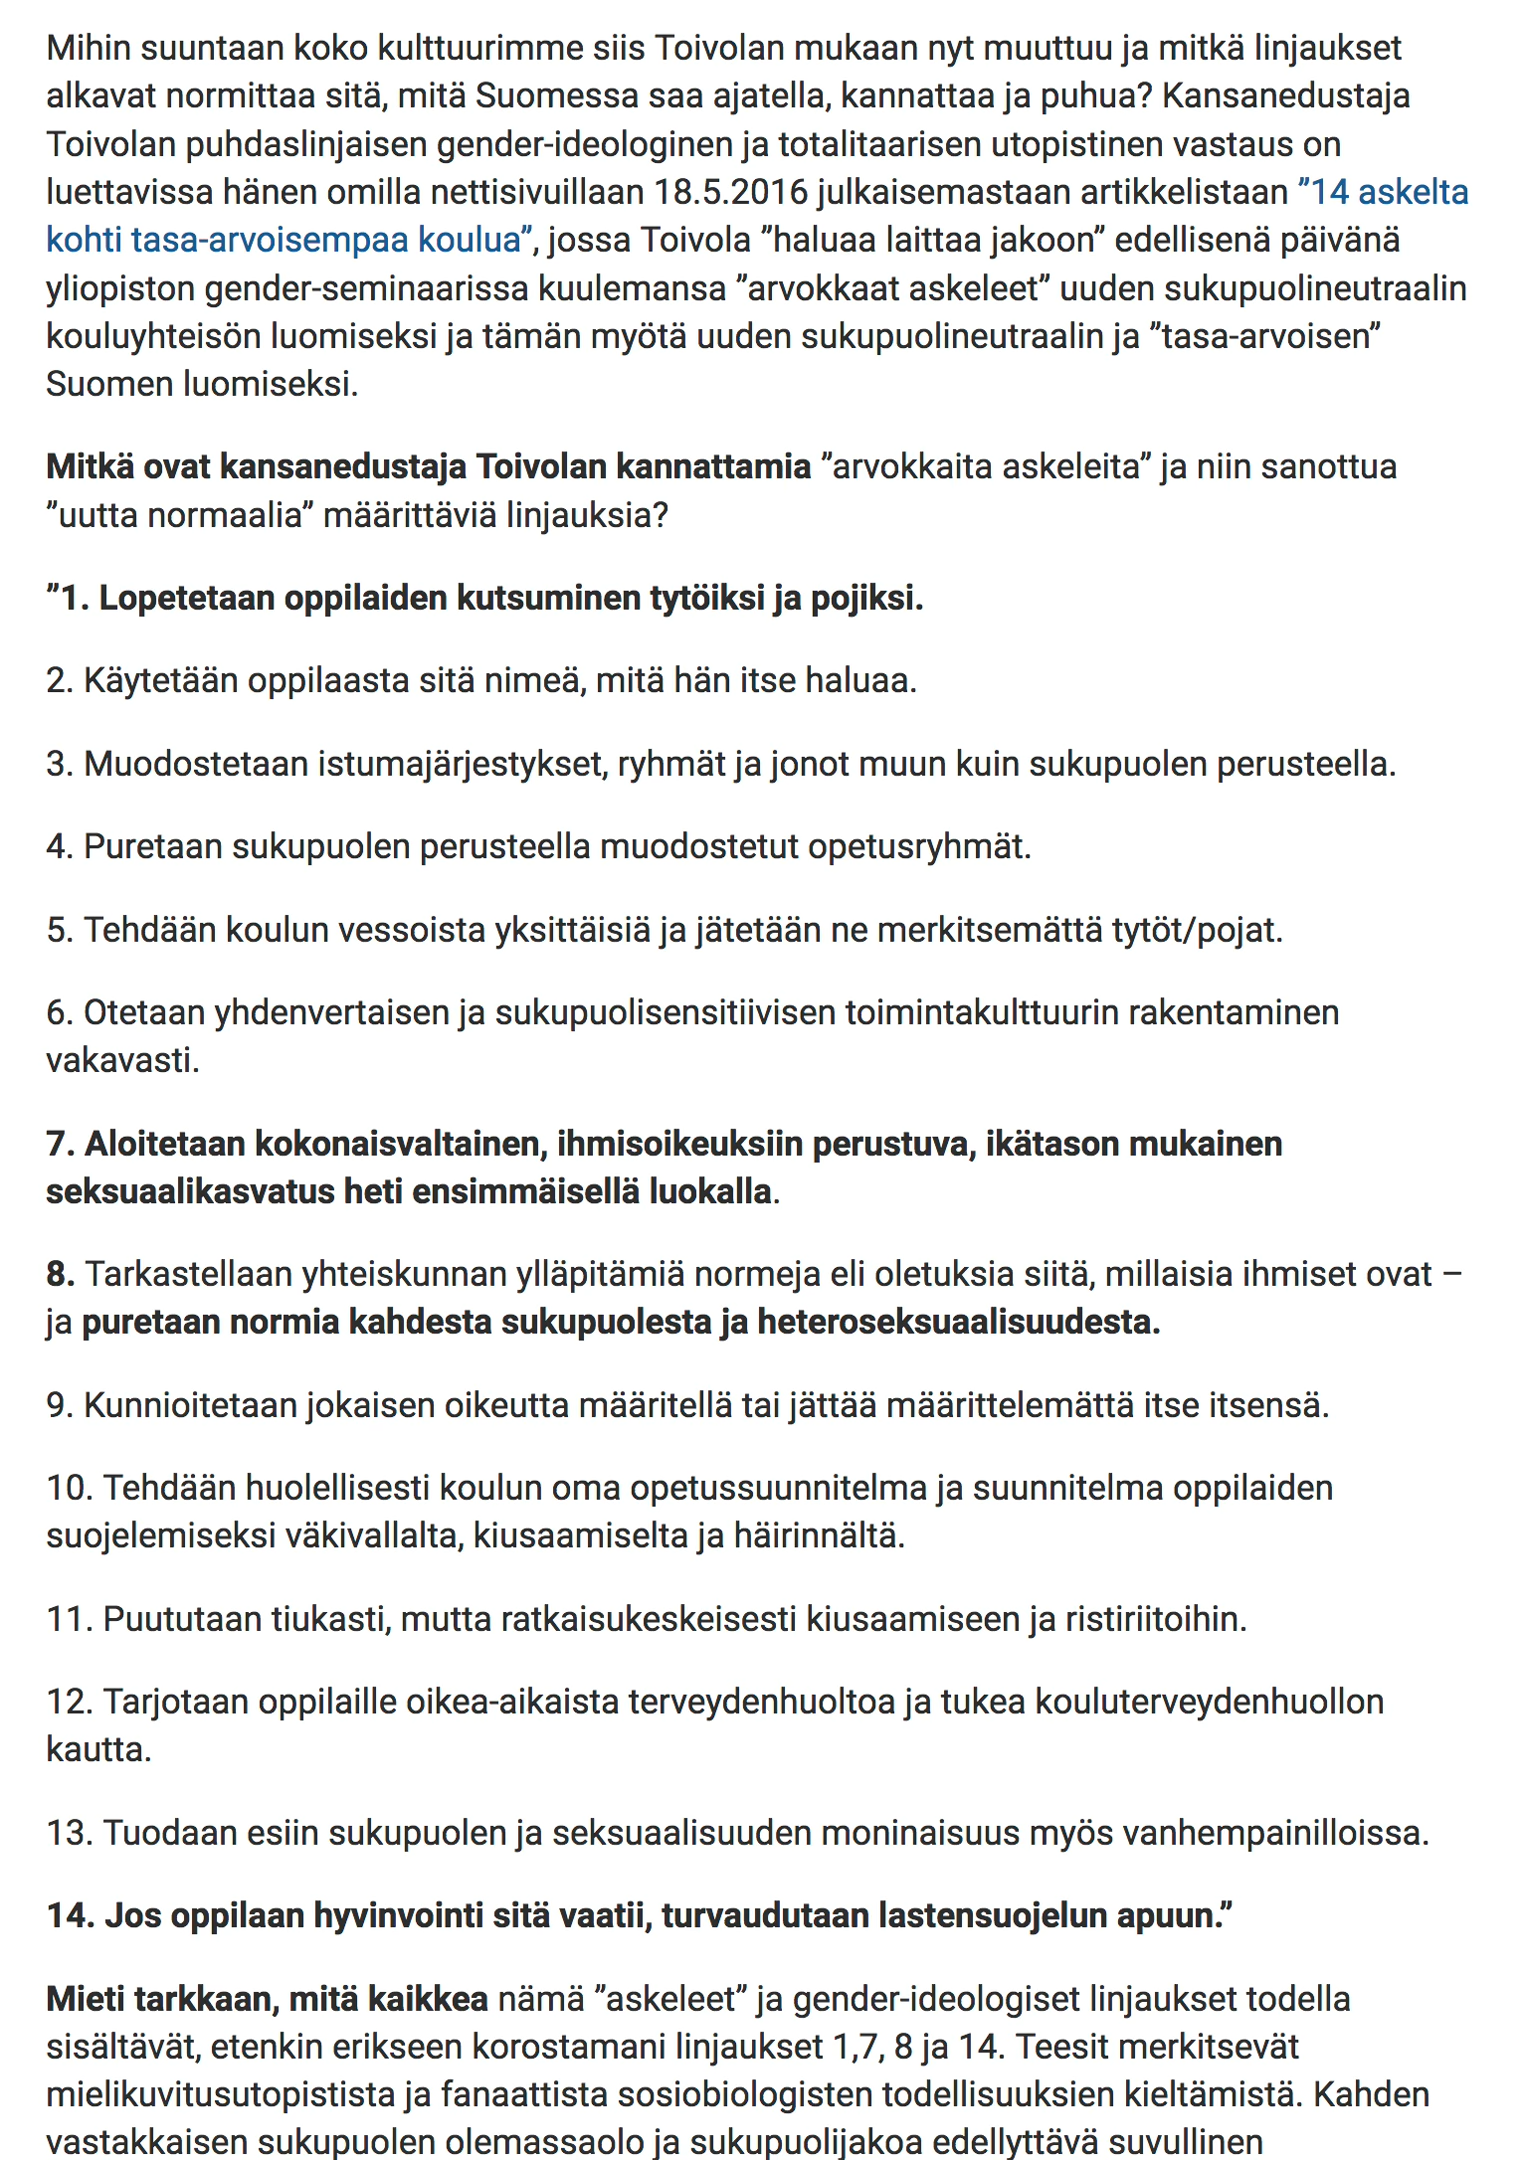 Mihin suuntaan koko kulttuurimme siis Toivolan mukaan nyt muuttuu ja mitkä linjaukset
alkavat normittaa sitä, mitä Suomessa saa ajatella, kannattaa ja puhua? Kansanedustaja
Toivolan puhdaslinjaisen gender-ideologinen ja totalitaarisen utopistinen vastaus on
luettavissa hänen omilla nettisivuillaan 18.5.2016 julkaisemastaan artikkelistaan ”14 askelta
kohti tasa-arvoisempaa koulua”, jossa Toivola ”haluaa laittaa jakoon” edellisenä päivänä
yliopiston gender-seminaarissa kuulemansa ”arvokkaat askeleet” uuden sukupuolineutraalin
kouluyhteisön luomiseksi ja tämän myötä uuden sukupuolineutraalin ja ”tasa-arvoisen”
Suomen luomiseksi.
Mitkä ovat kansanedustaja Toivolan kannattamia ”arvokkaita askeleita” ja niin sanottua
”uutta normaalia” määrittäviä linjauksia?
”1. Lopetetaan oppilaiden kutsuminen tytöiksi ja pojiksi.
2. Käytetään oppilaasta sitä nimeä, mitä hän itse haluaa.
3. Muodostetaan istumajärjestykset, ryhmät ja jonot muun kuin sukupuolen perusteella.
4. Puretaan sukupuolen perusteella muodostetut opetusryhmät.
5. Tehdään koulun vessoista yksittäisiä ja jätetään ne merkitsemättä tytöt/pojat.
6. Otetaan yhdenvertaisen ja sukupuolisensitiivisen toimintakulttuurin rakentaminen
vakavasti.
7. Aloitetaan kokonaisvaltainen, ihmisoikeuksiin perustuva, ikätason mukainen
seksuaalikasvatus heti ensimmäisellä luokalla.
8. Tarkastellaan yhteiskunnan ylläpitämiä normeja eli oletuksia siitä, millaisia ihmiset ovat –
ja puretaan normia kahdesta sukupuolesta ja heteroseksuaalisuudesta.
9. Kunnioitetaan jokaisen oikeutta määritellä tai jättää määrittelemättä itse itsensä.
10. Tehdään huolellisesti koulun oma opetussuunnitelma ja suunnitelma oppilaiden
suojelemiseksi väkivallalta, kiusaamiselta ja häirinnältä.
11. Puututaan tiukasti, mutta ratkaisukeskeisesti kiusaamiseen ja ristiriitoihin.
12. Tarjotaan oppilaille oikea-aikaista terveydenhuoltoa ja tukea kouluterveydenhuollon
kautta.
13. Tuodaan esiin sukupuolen ja seksuaalisuuden moninaisuus myös vanhempainilloissa.
14. Jos oppilaan hyvinvointi sitä vaatii, turvaudutaan lastensuojelun apuun.”
Mieti tarkkaan, mitä kaikkea nämä ”askeleet” ja gender-ideologiset linjaukset todella
sisältävät, etenkin erikseen korostamani linjaukset 1,7, 8 ja 14. Teesit merkitsevät
mielikuvitusutopistista ja fanaattista sosiobiologisten todellisuuksien kieltämistä. Kahden
vastakkaisen sukupuolen olemassaolo ja sukupuolijakoa edellyttävä suvullinen